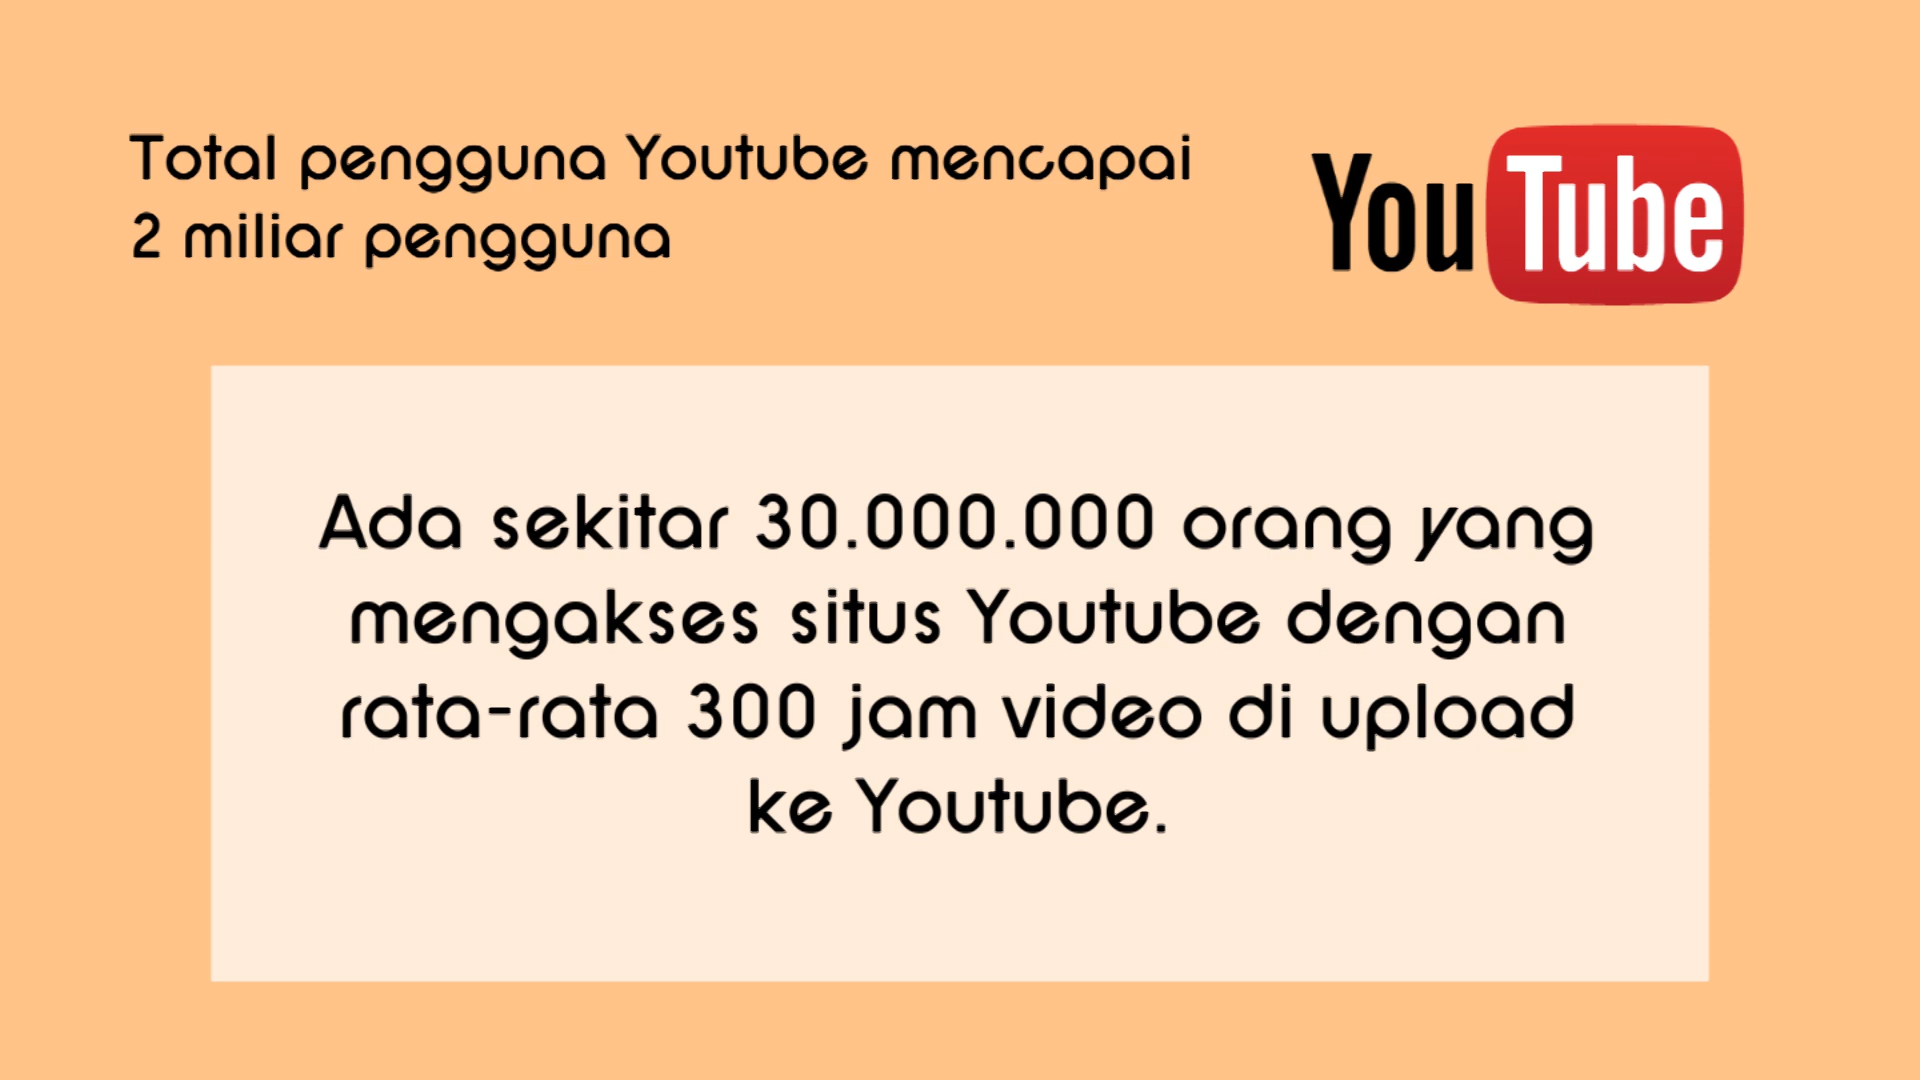 Total pengguna Youtube mencapai
2 miliar pengguna
YouTube
Ada sekitar 30.000.000 orang yang
mengakses situs Youtube dengan
rata-rata 300 jam video di upload
ke Youtube.